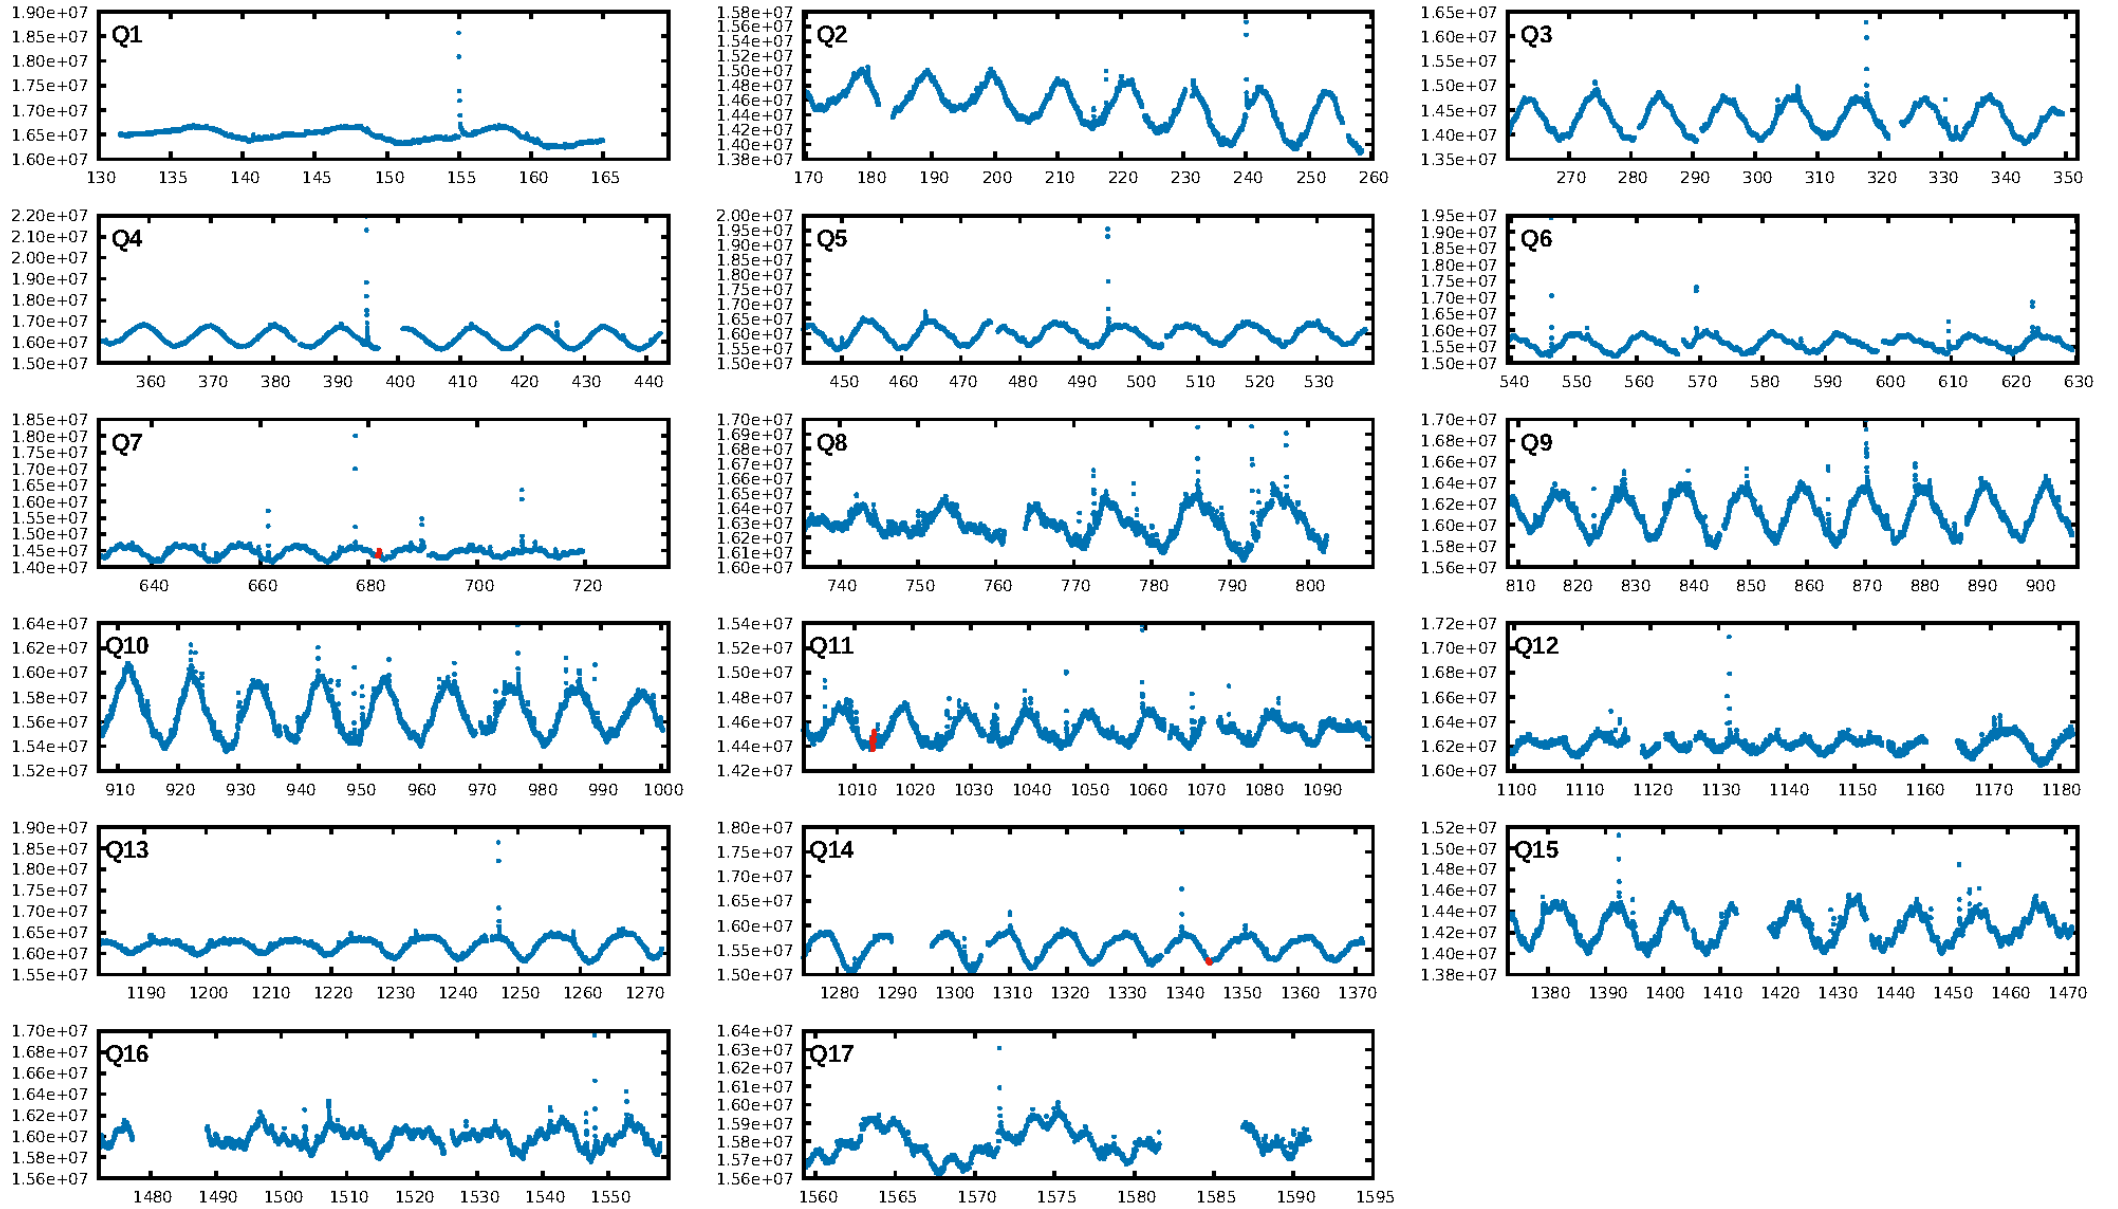 1.90e+07
1.85e+07
1.80e+07
1.75e+07
1.70e+07
1.65e+07
1.60e+07
Q1
130 135 140 145 150 155 160 165
1.58e+07
1.56e+07
1.54e+07
1.52e+07
1.50e+07
1.48e+07
1.46e+07
1.44e+07
1.42e+07
1.40e+07
1.38e+07
Q2
170 180 190 200 210 220 230 240 250 260
1.65e+07
1.60e+07
1.55e+07
1.50e+07
1.45e+07
1.40e+07
1.35e+07
Q3
270 280 290 300 310 320 330 340 350
2.20e+07
2.10e+07
2.00e+07
1.90e+07
1.80e+07
1.70e+07
1.60e+07
1.50e+07
Q4
360 370 380 390 400 410 420 430 440
2.00e+07
1.95e+07
1.90e+07
1.85e+07
1.80e+07
1.75e+07
1.70e+07
1.65e+07
1.60e+07
1.55e+07
1.50e+07
Q5
450 460 470 480 490 500 510 520 530
1.95e+07
1.90e+07
1.85e+07
1.80e+07
1.75e+07
1.70e+07
1.65e+07
1.60e+07
1.55e+07
1.50e+07
Q6
540 550 560 570 580 590 600 610 620 630
1.85e+07
1.80e+07
1.75e+07
1.70e+07
1.65e+07
1.60e+07
1.55e+07
1.50e+07
1.45e+07
1.40e+07
Q7
640 660 680 700 720
1.70e+07
1.69e+07
1.68e+07
1.67e+07
1.66e+07
1.65e+07
1.64e+07
1.63e+07
1.62e+07
1.61e+07
1.60e+07
Q8
740 750 760 770 780 790 800
1.70e+07
1.68e+07
1.66e+07
1.64e+07
1.62e+07
1.60e+07
1.58e+07
1.56e+07
Q9
810 820 830 840 850 860 870 880 890 900
1.64e+07
1.62e+07
1.60e+07
1.58e+07
1.56e+07
1.54e+07
1.52e+07
Q10
910 920 930 940 950 960 970 980 990 1000
1.54e+07
1.52e+07
1.50e+07
1.48e+07
1.46e+07
1.44e+07
1.42e+07
Q11
1010 1020 1030 1040 1050 1060 1070 1080 1090
1.72e+07
1.70e+07
1.68e+07
1.66e+07
1.64e+07
1.62e+07
1.60e+07
Q12
1100 1110 1120 1130 1140 1150 1160 1170 1180
1.90e+07
1.85e+07
1.80e+07
1.75e+07
1.70e+07
1.65e+07
1.60e+07
1.55e+07
Q13
1190 1200 1210 1220 1230 1240 1250 1260 1270
1.80e+07
1.75e+07
1.70e+07
1.65e+07
1.60e+07
1.55e+07
1.50e+07
Q14
1280 1290 1300 1310 1320 1330 1340 1350 1360 1370
1.52e+07
1.50e+07
1.48e+07
1.46e+07
1.44e+07
1.42e+07
1.40e+07
1.38e+07
Q15
1380 1390 1400 1410 1420 1430 1440 1450 1460 1470
1.70e+07
1.68e+07
1.66e+07
1.64e+07
1.62e+07
1.60e+07
1.58e+07
1.56e+07
Q16
1480 1490 1500 1510 1520 1530 1540 1550
1.64e+07
1.63e+07
1.62e+07
1.61e+07
1.60e+07
1.59e+07
1.58e+07
1.57e+07
1.56e+07
Q17
1560 1565 1570 1575 1580 1585 1590 1595